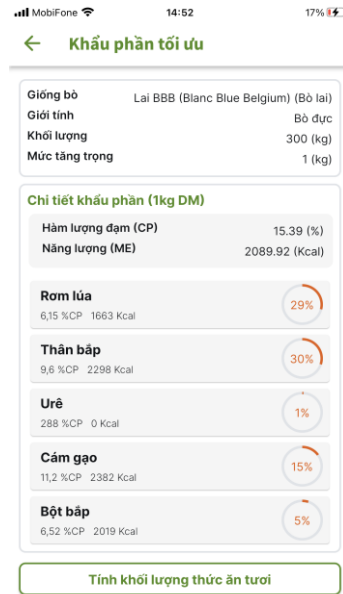 MobiFone 14:52 17%
Khẩu phần tối ưu
Giống bò Lai BBB (Blanc Blue Belgium) (Bò lai)
Giới tính Bò đực
Khối lượng 300 (kg)
Mức tăng trọng 1 (kg)
Chi tiết khẩu phần (1kg DM)
Hàm lượng đạm (CP) 15.39 (%)
Năng lượng (ME) 2089.92 (Kcal)
Rơm lúa
6,15 %CP 1663 Kcal
29%
Thân bắp
9,6 %CP 2298 Kcal
30%
Urê
288 %CP 0 Kcal
1%
Cám gạo
11,2 %CP 2382 Kcal
15%
Bột bắp
6,52 %CP 2019 Kcal
5%
Tính khối lượng thức ăn tươi